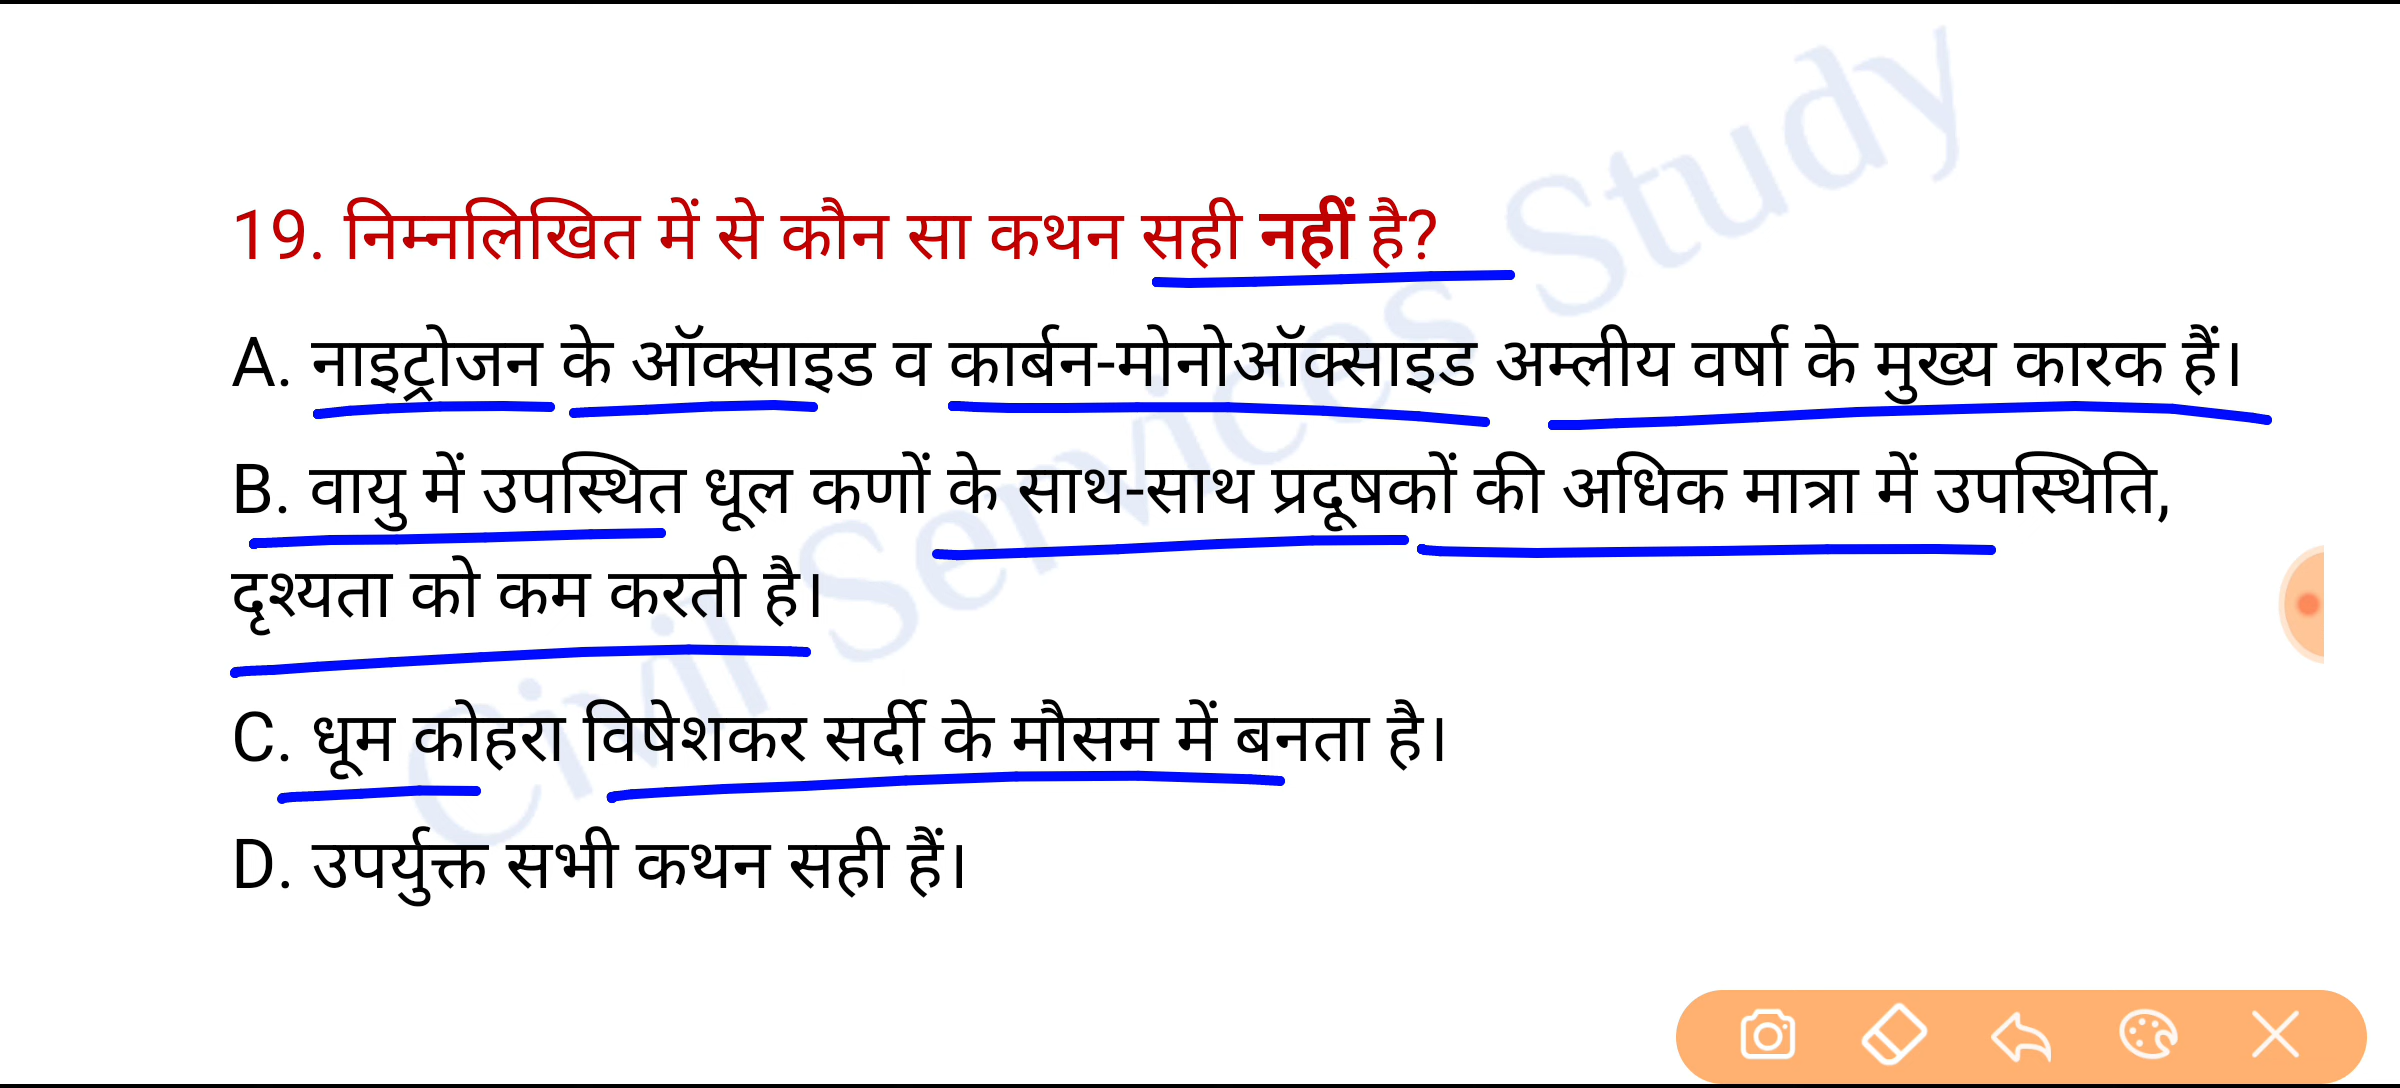 19. निम्नलिखित में से कौन सा कथन सही नहीं है?
A. नाइट्रोजन के ऑक्साइड व कार्बन-मोनोऑक्साइड अम्लीय वर्षा के मुख्य कारक हैं।
B. वायु में उपस्थित धूल कणों के साथ-साथ प्रदूषकों की अधिक मात्रा में उपस्थिति,
दृश्यता को कम करती है।
C. धूम कोहरा विषेशकर सर्दी के मौसम में बनता है।
D. उपर्युक्त सभी कथन सही हैं।
Civil Services Study